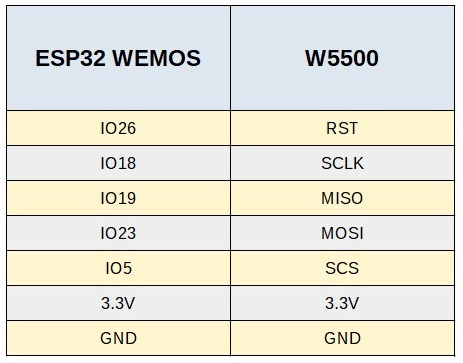 ESP32 WEMOS W5500
IO26 RST
IO18 SCLK
IO19 MISO
IO23 MOSI
IO5 SCS
3.3V 3.3V
GND GND